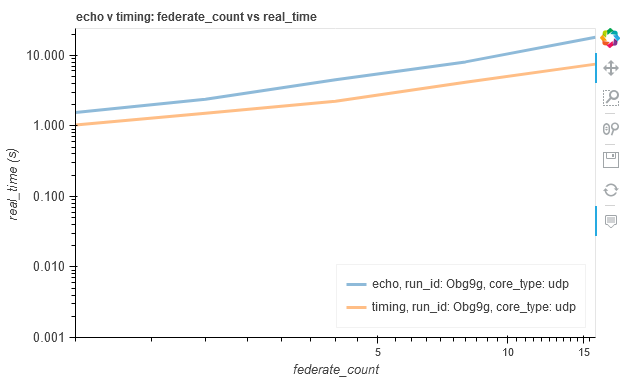 echo v timing: federate_count vs real_time
10.000
1.000
0.100
0.010
0.001
real_time (s)
echo, run_id: Obg9g, core_type: udp
timing, run_id: Obg9g, core_type: udp
5
10
15
federate_count